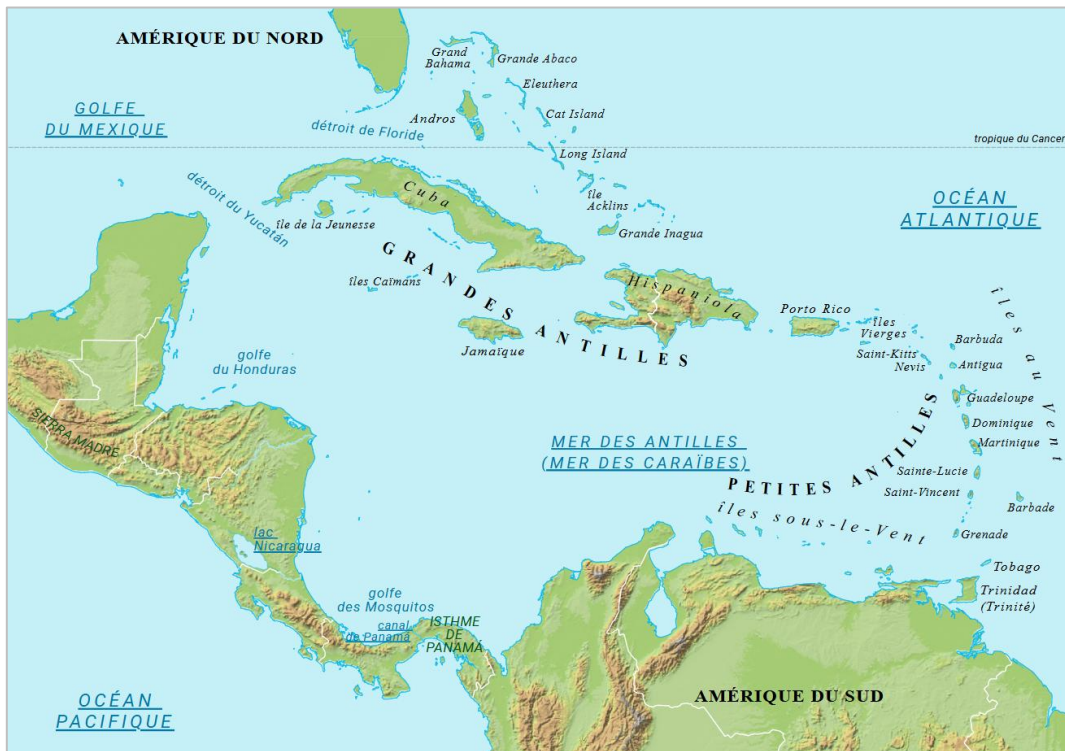 AMÉRIQUE DU NORD
Grand
Bahama
Grande Abaco
Eleuthera
GOLFE
DU MEXIQUE
Andros
Cat Island
détroit de Floride
tropique du Cancer
Long Island
détroit du Yucatán
Cuba
île
Acklins
OCÉAN
ATLANTIQUE
île de la Jeunesse
Grande Inagua
GRANDES ANTILLES
îles Caïmans
Hispaniola
îles au Vent
Porto Rico
îles
Vierges
Jamaïque
Saint-Kitts
Nevis
Barbuda
Antigua
golfe
du Honduras
Guadeloupe
SIERRA MADRE
Dominique
MER DES ANTILLES
(MER DES CARAÏBES)
Martinique
PETITES ANTILLES
Sainte-Lucie
Saint-Vincent
îles sous-le-Vent
Barbade
lac
Nicaragua
Grenade
Tobago
golfe
des Mosquitos
Trinidad
(Trinité)
canal
de Panamá
ISTHME
DE
PANAMÁ
OCÉAN
PACIFIQUE
AMÉRIQUE DU SUD